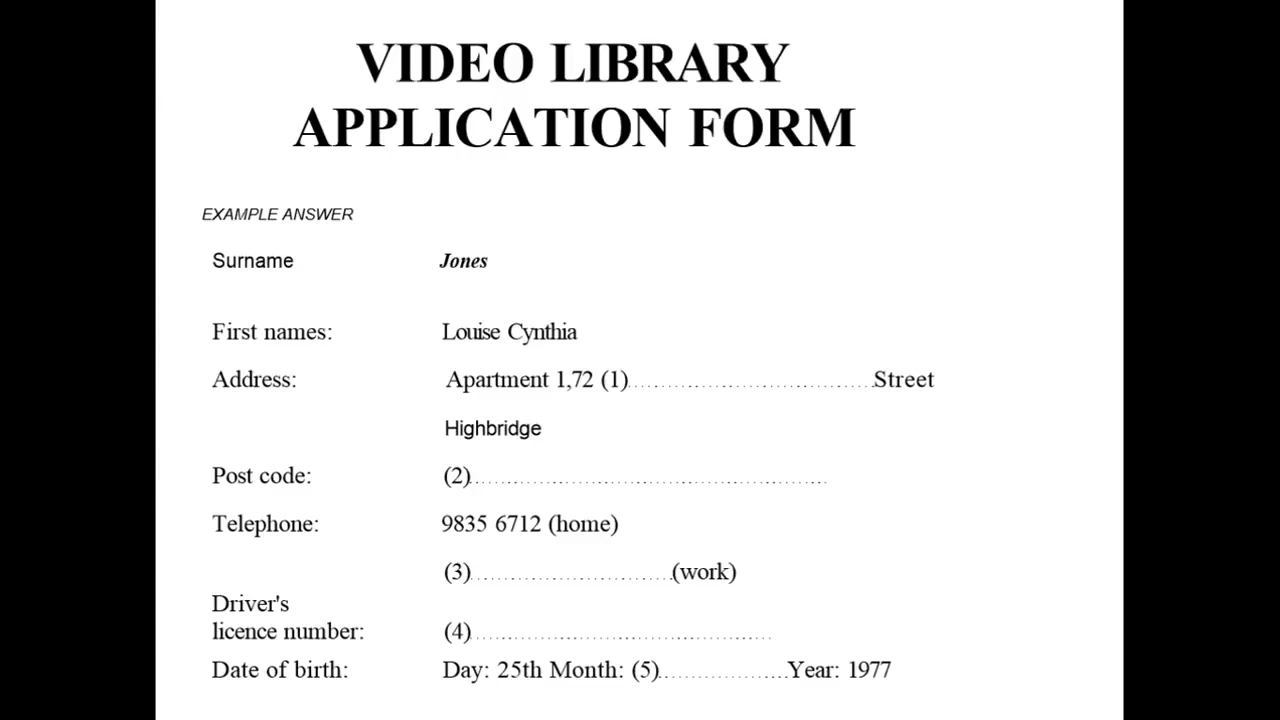 VIDEO LIBRARY
APPLICATION FORM
EXAMPLE ANSWER
Surname Jones
First names: Louise Cynthia
Address: Apartment 1,72 (1)........................................Street
Highbridge
Post code: (2)..........................................................
Telephone: 9835 6712 (home)
(3).................................(work)
Driver's
licence number: (4).................................................
Date of birth: Day: 25th Month: (5).....................Year: 1977